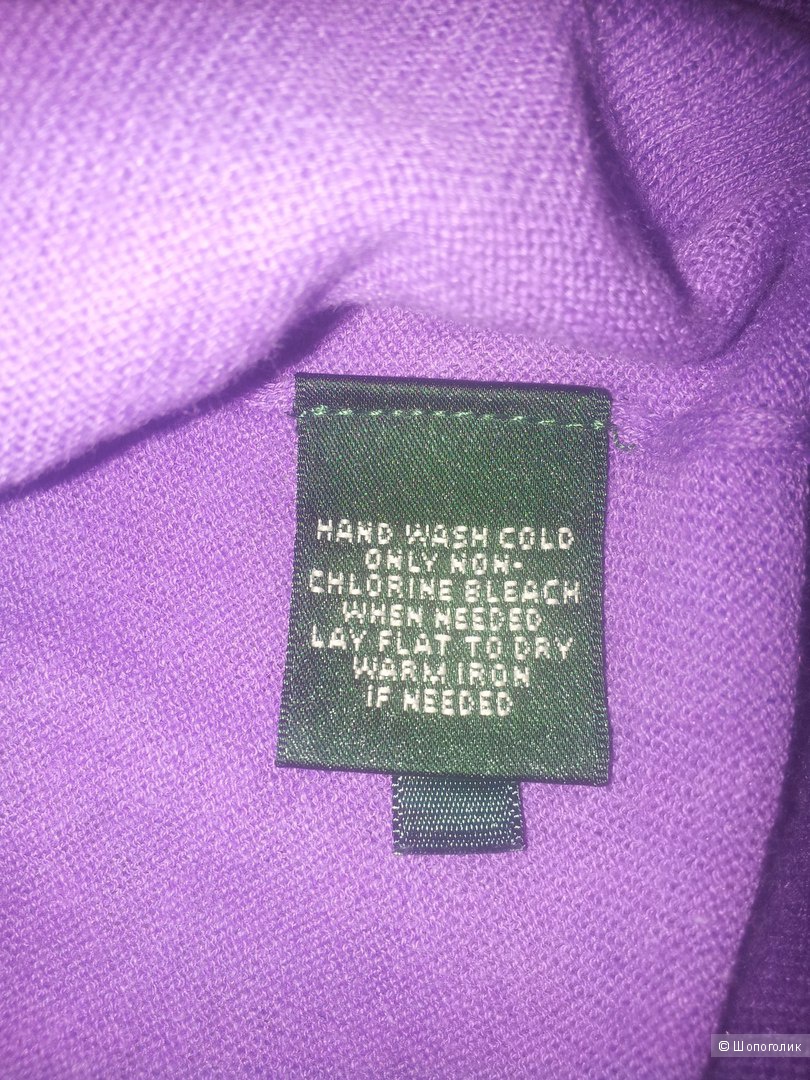 HAND WASH COLD
ONLY NON-
CHLORINE BLEACH
WHEN NEEDED
LAY FLAT TO DRY
WARM IRON
IF NEEDED
© Шопоголик